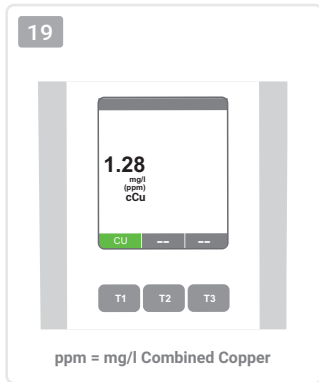 19
1.28
mg/l
(ppm)
cCu
CU -- --
T1 T2 T3
ppm = mg/l Combined Copper